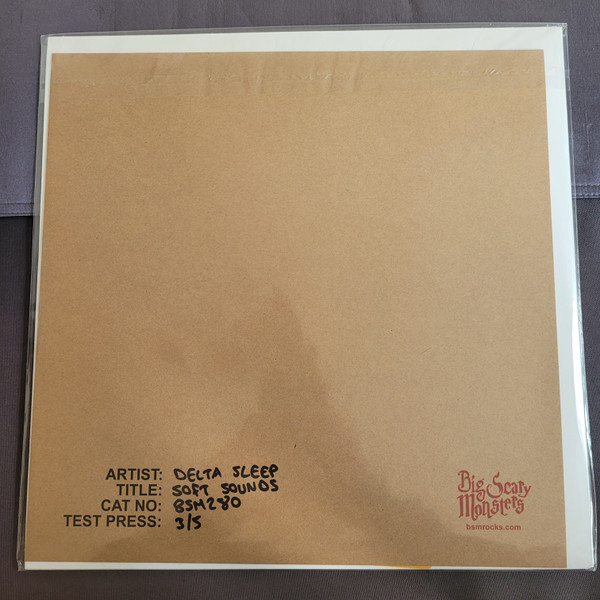 ARTIST: DELTA SLEEP
TITLE: SOFT SOUNDS
CAT NO: BSM280
TEST PRESS: 3/5
Big Scary
Monsters
bsmrocks.com